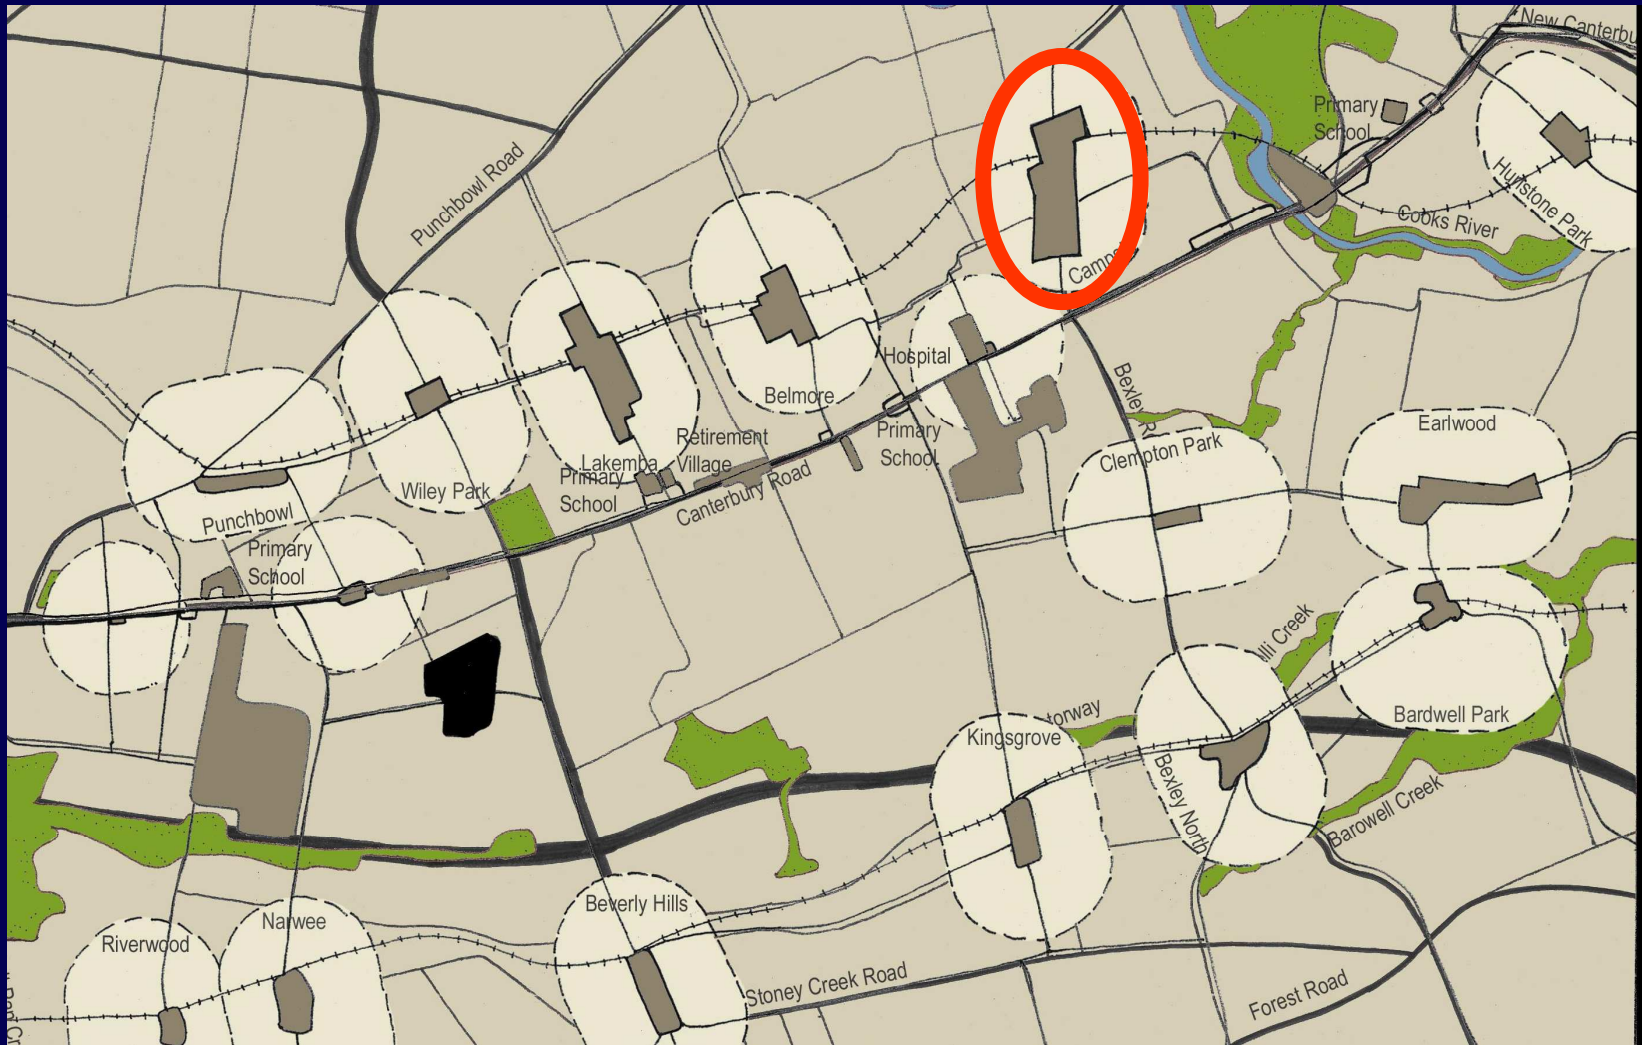 New Canterbu
Primary
School
Punchbowl Road
Hurlstone Park
Cooks River
Camps
Hospital
Belmore
Bexley R
Earlwood
Primary
School
Retirement
Village
Clempton Park
Lakemba
Primary
School
Wiley Park
Canterbury Road
Punchbowl
Primary
School
lli Creek
Bardwell Park
torway
Kingsgrove
Bexley North
Barowell Creek
Beverly Hills
Narwee
Riverwood
Stoney Creek Road
Forest Road